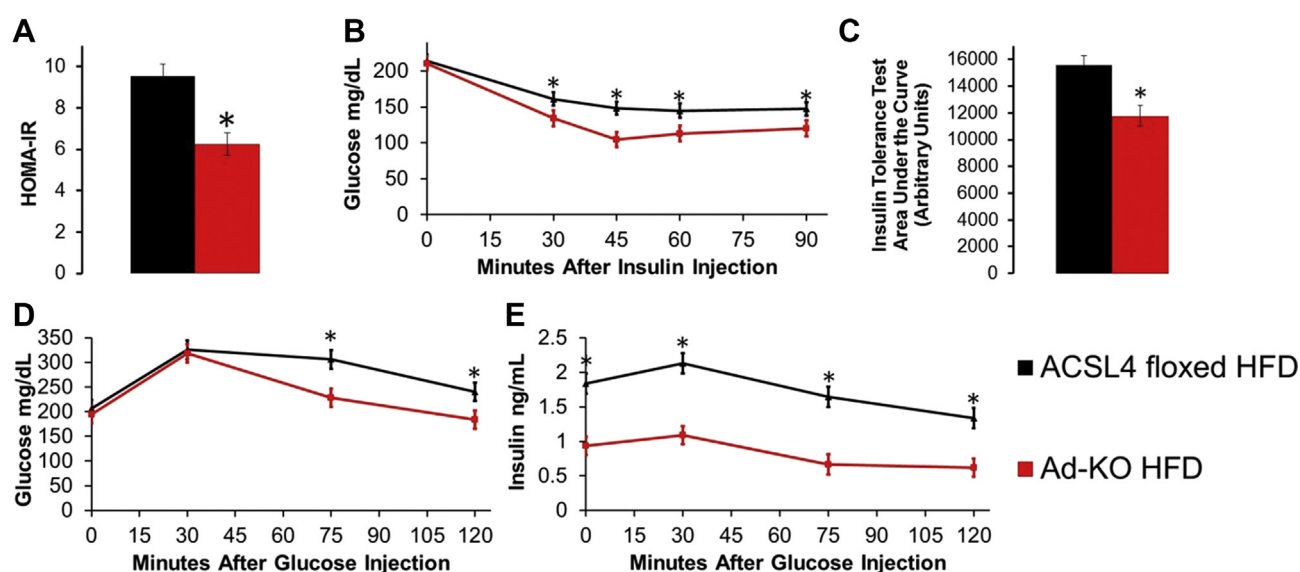 A
HOMA-IR
10
8
6
4
2
0
*
B
Glucose mg/dL
200
150
100
50
0
* * * *
0 15 30 45 60 75 90
Minutes After Insulin Injection
C
Insulin Tolerance Test
Area Under the Curve
(Arbitrary Units)
16000
14000
12000
10000
8000
6000
4000
2000
0
*
D
Glucose mg/dL
350
300
250
200
150
100
50
0
* *
0 15 30 45 60 75 90 105 120
Minutes After Glucose Injection
E
Insulin ng/mL
2.5
2
1.5
1
0.5
0
* * * *
0 15 30 45 60 75 90 105 120
Minutes After Glucose Injection
ACSL4 floxed HFD
Ad-KO HFD